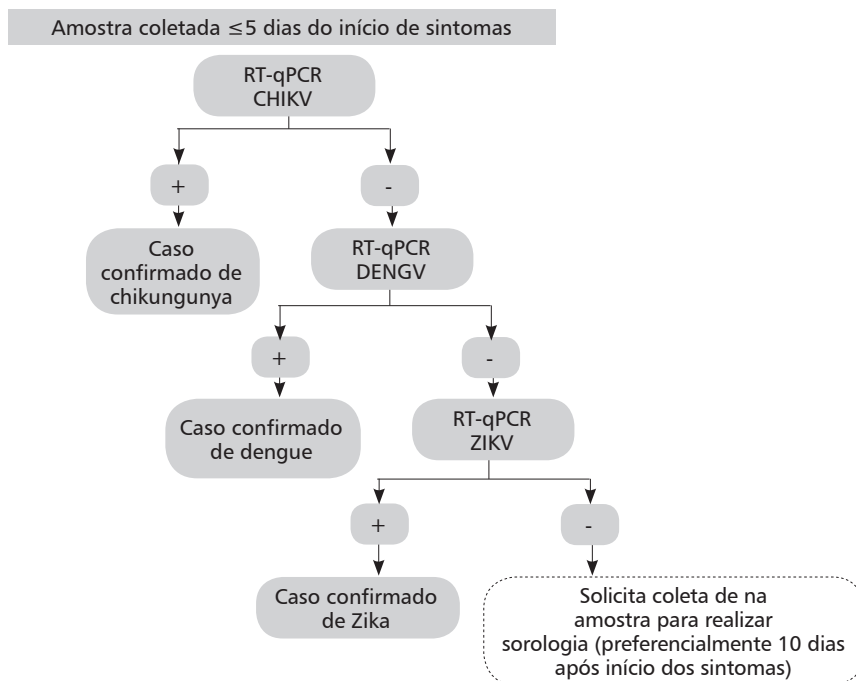 Amostra coletada ≤5 dias do início de sintomas
RT-qPCR
CHIKV
+
-
Caso
confirmado de
chikungunya
RT-qPCR
DENGV
+
-
Caso confirmado
de dengue
RT-qPCR
ZIKV
+
-
Caso confirmado
de Zika
Solicita coleta de na
amostra para realizar
sorologia (preferencialmente 10 dias
após início dos sintomas)